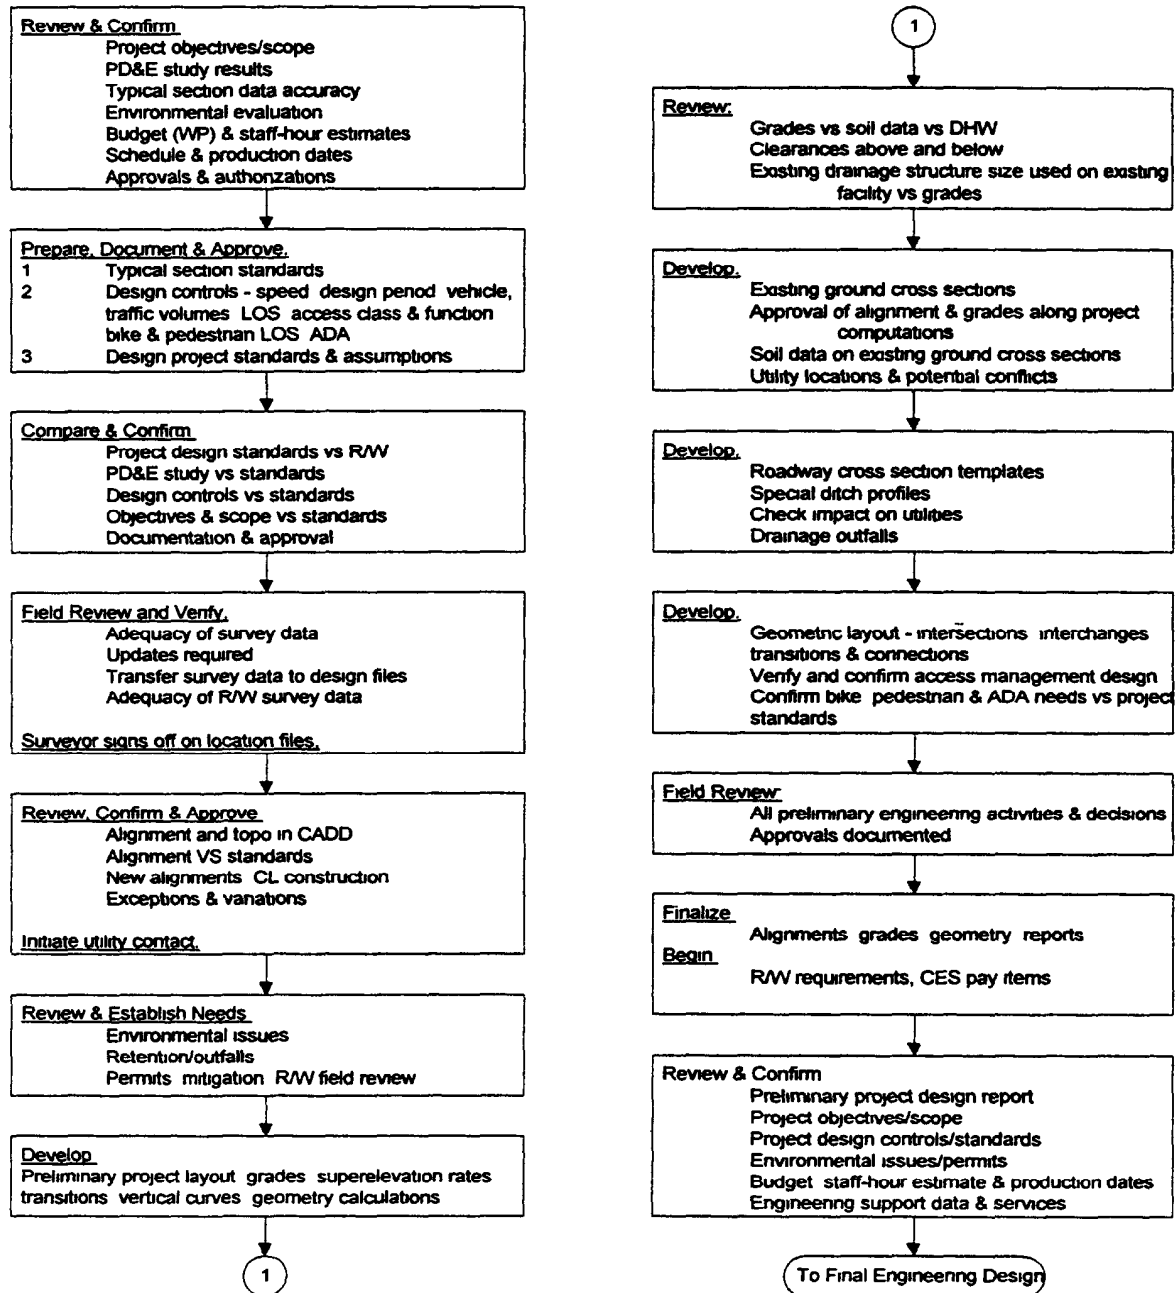 Review & Confirm
Project objectives/scope
PD&E study results
Typical section data accuracy
Environmental evaluation
Budget (WP) & staff-hour estimates
Schedule & production dates
Approvals & authorizations
Prepare, Document & Approve.
1 Typical section standards
2 Design controls - speed design period vehicle,
traffic volumes LOS access class & function
bike & pedestrian LOS ADA
3 Design project standards & assumptions
Compare & Confirm
Project design standards vs R/W
PD&E study vs standards
Design controls vs standards
Objectives & scope vs standards
Documentation & approval
Field Review and Verify.
Adequacy of survey data
Updates required
Transfer survey data to design files
Adequacy of R/W survey data
Surveyor signs off on location files.
Review, Confirm & Approve
Alignment and topo in CADD
Alignment VS standards
New alignments CL construction
Exceptions & variations
Initiate utility contact.
Review & Establish Needs
Environmental issues
Retention/outfalls
Permits mitigation R/W field review
Develop
Preliminary project layout grades superelevation rates
transitions vertical curves geometry calculations
1
1
Review:
Grades vs soil data vs DHW
Clearances above and below
Existing drainage structure size used on existing
facility vs grades
Develop.
Existing ground cross sections
Approval of alignment & grades along project
computations
Soil data on existing ground cross sections
Utility locations & potential conflicts
Develop.
Roadway cross section templates
Special ditch profiles
Check impact on utilities
Drainage outfalls
Develop.
Geometric layout - intersections interchanges
transitions & connections
Verify and confirm access management design
Confirm bike pedestrian & ADA needs vs project
standards
Field Review:
All preliminary engineering activities & decisions
Approvals documented
Finalize
Alignments grades geometry reports
Begin
R/W requirements, CES pay items
Review & Confirm
Preliminary project design report
Project objectives/scope
Project design controls/standards
Environmental issues/permits
Budget staff-hour estimate & production dates
Engineering support data & services
To Final Engineering Design